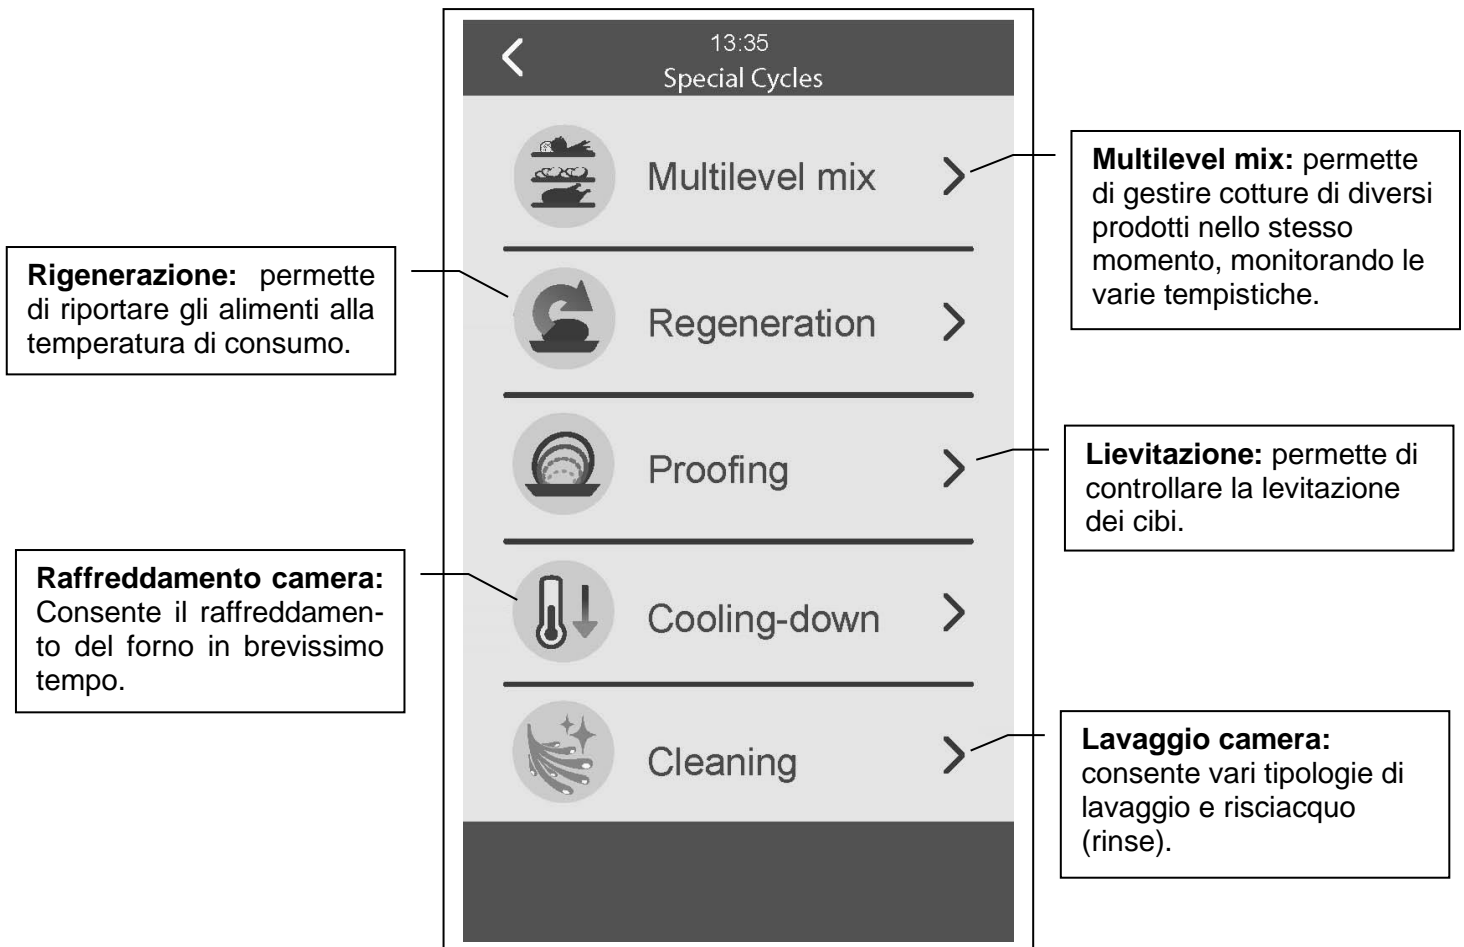 13:35
Special Cycles
Multilevel mix
Regeneration
Proofing
Cooling-down
Cleaning
Multilevel mix: permette
di gestire cotture di diversi
prodotti nello stesso
momento, monitorando le
varie tempistiche.
Rigenerazione: permette
di riportare gli alimenti alla
temperatura di consumo.
Lievitazione: permette di
controllare la levitazione
dei cibi.
Raffreddamento camera:
Consente il raffreddamen-
to del forno in brevissimo
tempo.
Lavaggio camera:
consente vari tipologie di
lavaggio e risciacquo
(rinse).